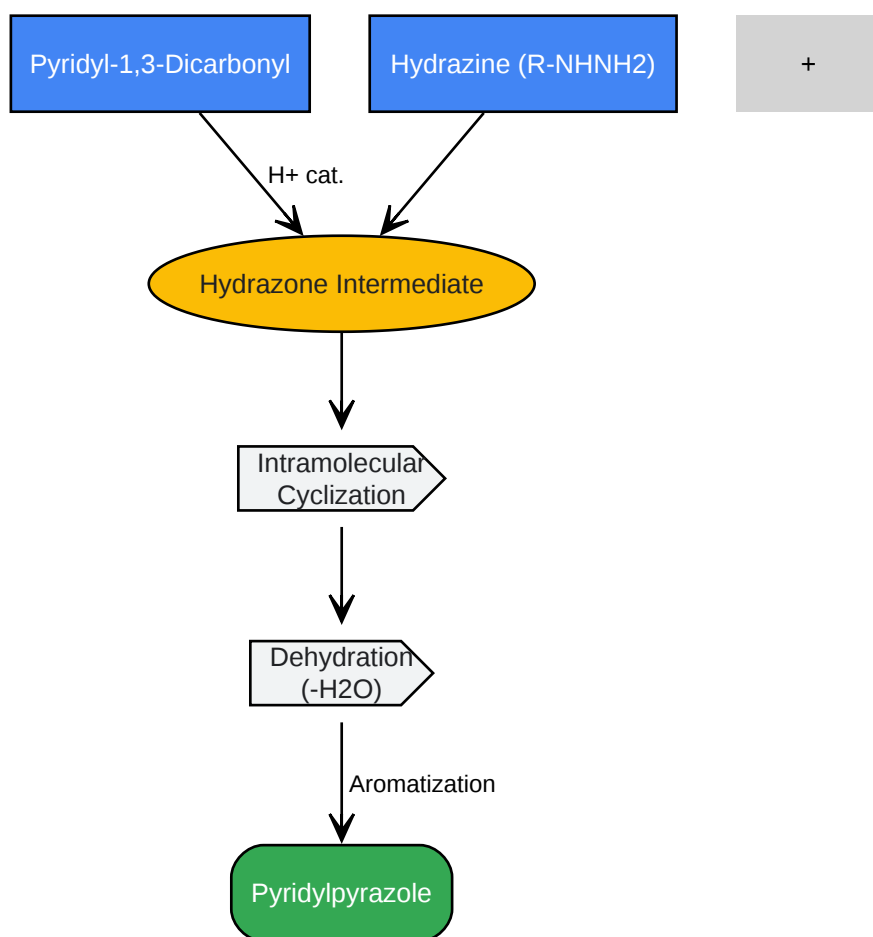 Pyridyl-1,3-Dicarbonyl
Hydrazine (R-NHNH2)
+
H+ cat.
Hydrazone Intermediate
Intramolecular
Cyclization
Dehydration
(-H2O)
Aromatization
Pyridylpyrazole